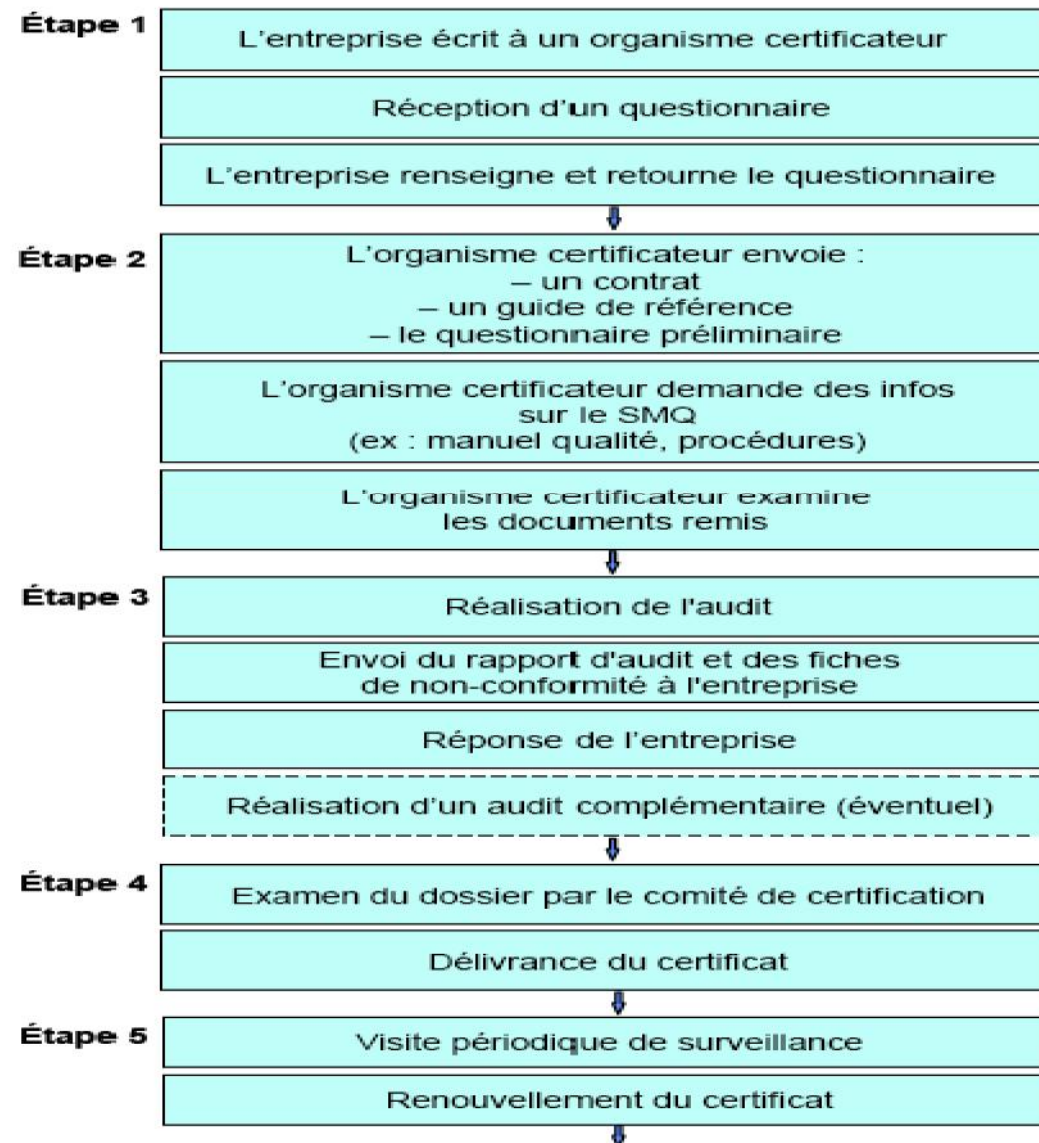 Étape 1
L'entreprise écrit à un organisme certificateur
Réception d'un questionnaire
L'entreprise renseigne et retourne le questionnaire
Étape 2
L'organisme certificateur envoie :
– un contrat
– un guide de référence
– le questionnaire préliminaire
L'organisme certificateur demande des infos
sur le SMQ
(ex : manuel qualité, procédures)
L'organisme certificateur examine
les documents remis
Étape 3
Réalisation de l'audit
Envoi du rapport d'audit et des fiches
de non-conformité à l'entreprise
Réponse de l'entreprise
Réalisation d'un audit complémentaire (éventuel)
Étape 4
Examen du dossier par le comité de certification
Délivrance du certificat
Étape 5
Visite périodique de surveillance
Renouvellement du certificat